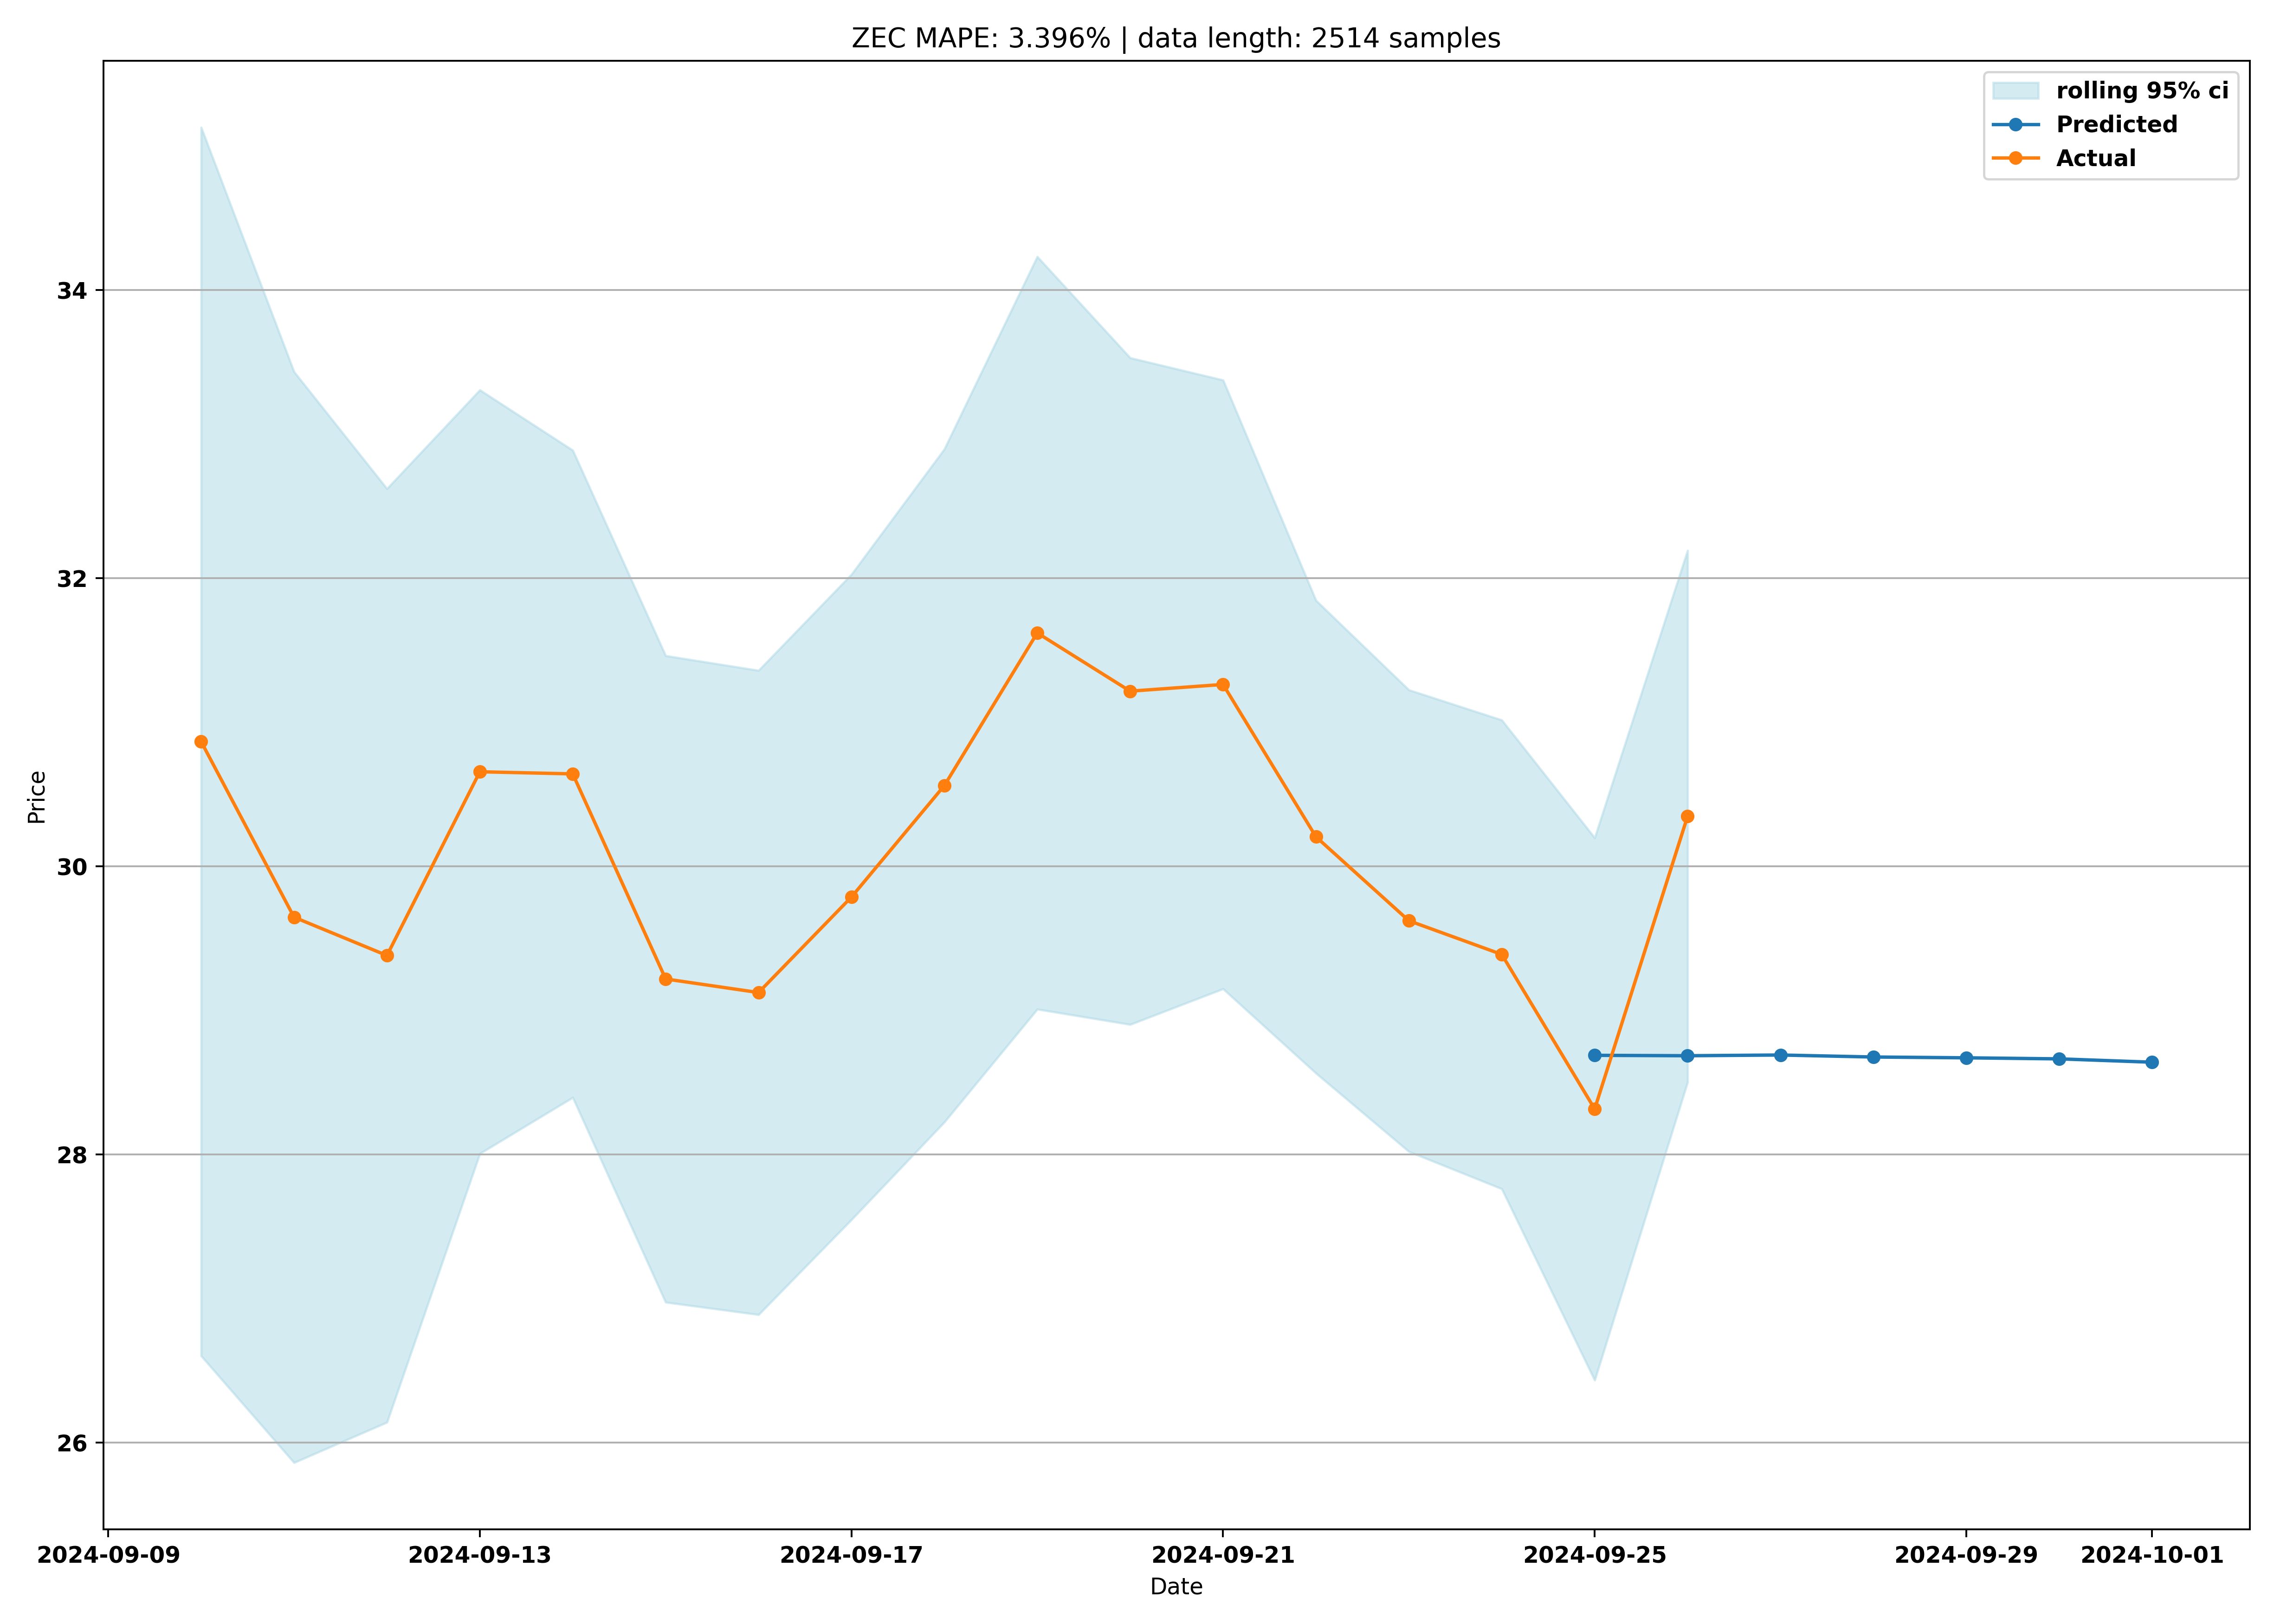 ZEC MAPE: 3.396% | data length: 2514 samples
rolling 95% ci
Predicted
Actual
34
32
30
28
26
Price
2024-09-09
2024-09-13
2024-09-17
2024-09-21
2024-09-25
2024-09-29
2024-10-01
Date